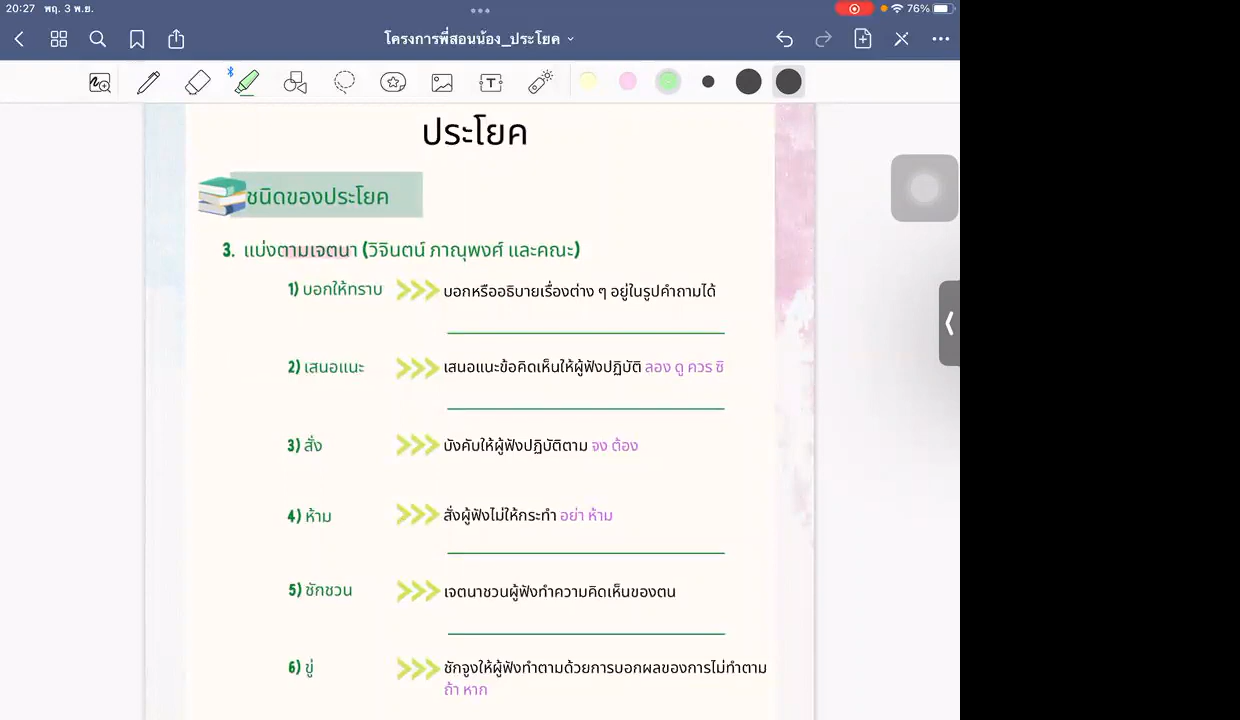 20:27 พฤ. 3 พ.ย.
76%
โครงการพี่สอนน้อง_ประโยค
ประโยค
ชนิดของประโยค
3. แบ่งตามเจตนา (วิจินตน์ ภาณุพงศ์ และคณะ)
1) บอกให้ทราบ บอกหรืออธิบายเรื่องต่าง ๆ อยู่ในรูปคำถามได้
2) เสนอแนะ เสนอแนะข้อคิดเห็นให้ผู้ฟังปฏิบัติ ลอง ดู ควร ซิ
3) สั่ง บังคับให้ผู้ฟังปฏิบัติตาม จง ต้อง
4) ห้าม สั่งผู้ฟังไม่ให้กระทำ อย่า ห้าม
5) ชักชวน เจตนาชวนผู้ฟังทำความคิดเห็นของตน
6) ขู่ ชักจูงให้ผู้ฟังทำตามด้วยการบอกผลของการไม่ทำตาม
ถ้า หาก